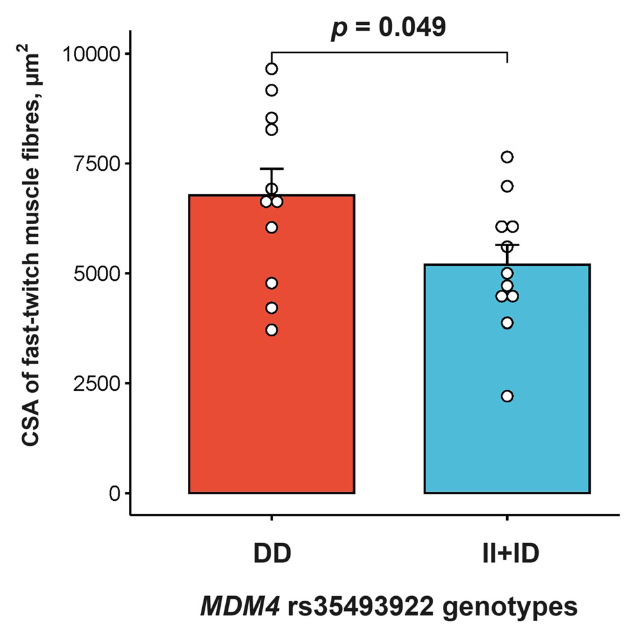 p = 0.049
CSA of fast-twitch muscle fibres, µm²
10000
7500
5000
2500
0
DD
II+ID
MDM4 rs35493922 genotypes